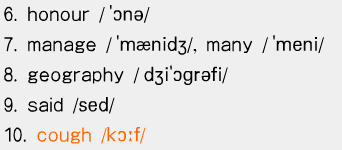 6. honour /ˈɔnə/
7. manage /ˈmænidʒ/, many /ˈmeni/
8. geography /dʒiˈɔgrəfi/
9. said /sed/
10. cough /kɔːf/